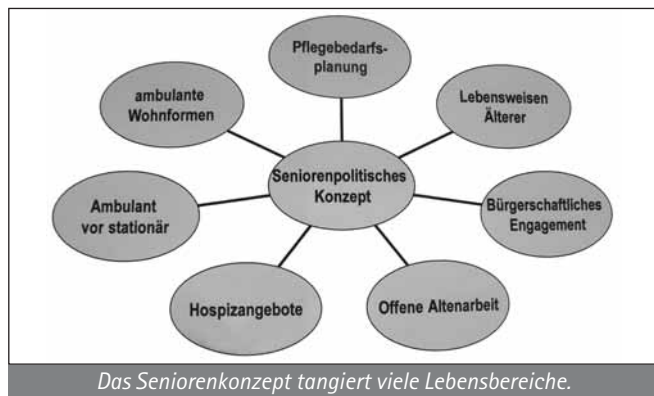 Pflegebedarfs-
planung
ambulante
Wohnformen
Lebensweisen
Älterer
Seniorenpolitisches
Konzept
Ambulant
vor stationär
Bürgerschaftliches
Engagement
Hospizangebote
Offene Altenarbeit
Das Seniorenkonzept tangiert viele Lebensbereiche.